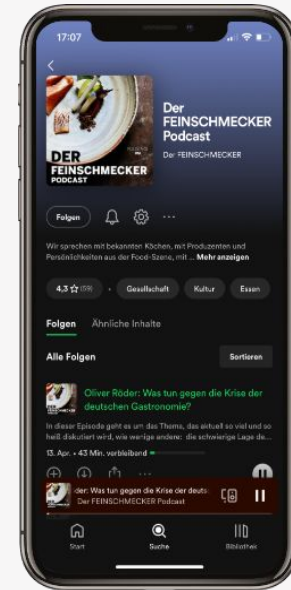 17:07
DER
FEINSCHMECKER
PODCAST
Der
FEINSCHMECKER
Podcast
Der FEINSCHMECKER
Folgen
Wir sprechen mit bekannten Köchen, mit Produzenten und
Persönlichkeiten aus der Food-Szene, mit ... Mehr anzeigen
4,3 (59) · Gesellschaft Kultur Essen
Folgen Ähnliche Inhalte
Alle Folgen Sortieren
Oliver Röder: Was tun gegen die Krise der
deutschen Gastronomie?
In dieser Episode geht es um das Thema, das aktuell so viel und so
heiß diskutiert wird, wie wenige andere: die schwierige Lage de...
13. Apr. • 43 Min. verbleibend
der: Was tun gegen die Krise der deuts
Der FEINSCHMECKER Podcast
Start Suche Bibliothek